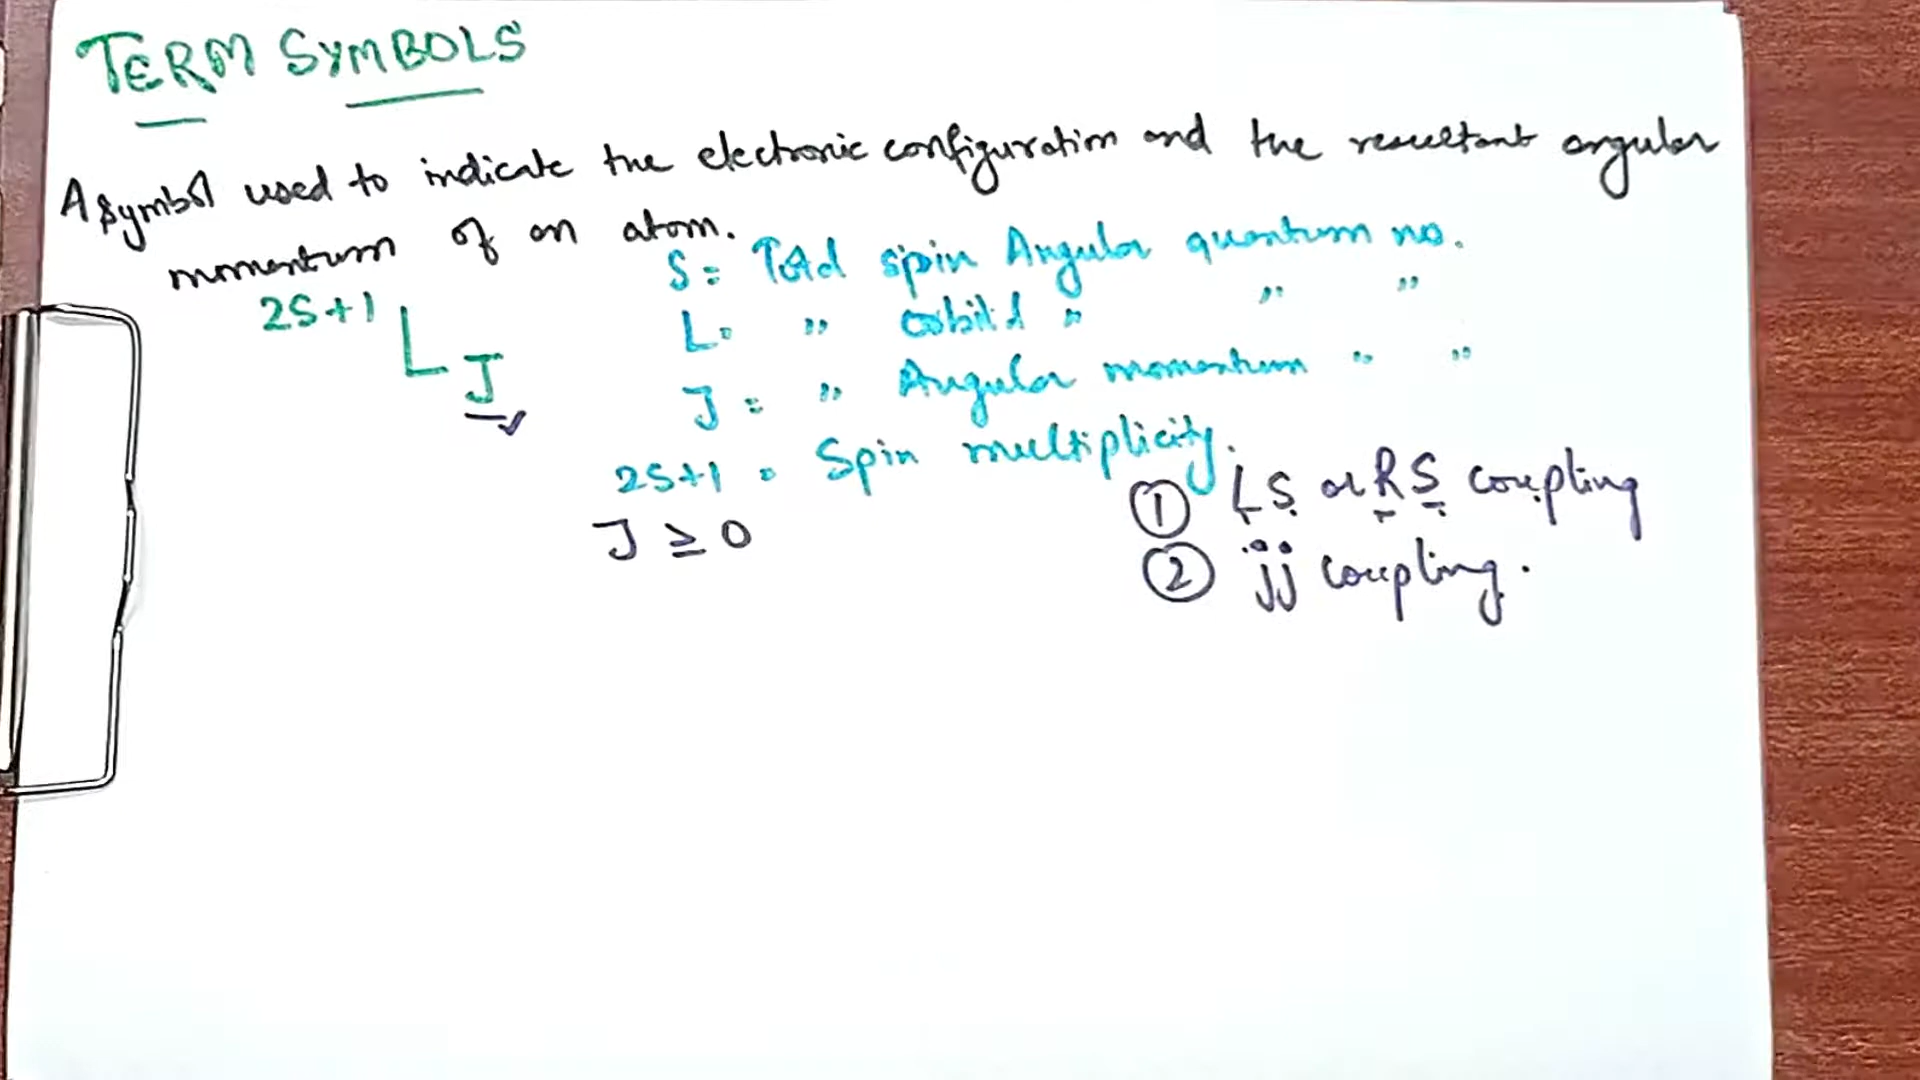 TERM SYMBOLS
A symbol used to indicate the electronic configuration and the resultant angular
momentum of an atom.
2S+1 L J
S = Total spin Angular quantum no.
L = " orbital " " "
J = " Angular momentum " "
2S+1 = Spin multiplicity.
J ≥ 0
① LS or RS coupling
② jj coupling.